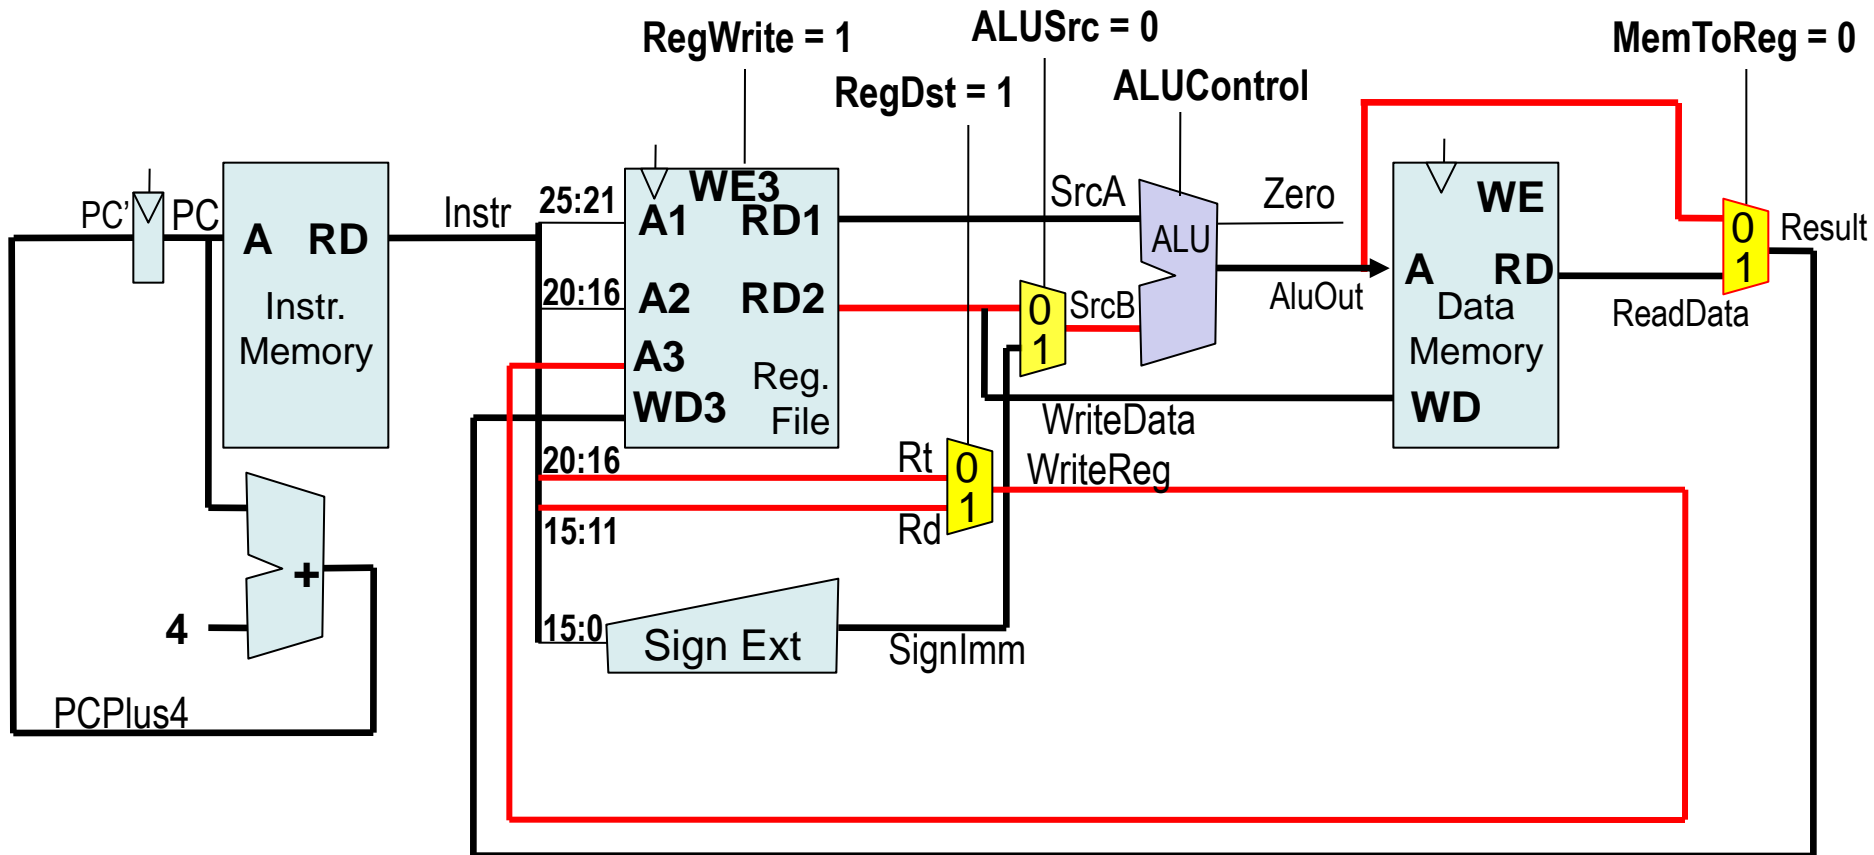 ALUSrc = 0
RegWrite = 1
MemToReg = 0
RegDst = 1
ALUControl
PC'
PC
A RD
Instr.
Memory
Instr
25:21
20:16
WE3
A1 RD1
A2 RD2
A3
WD3
Reg.
File
SrcA
ALU
Zero
0
1
SrcB
AluOut
WE
A RD
Data
Memory
WD
0
1
Result
ReadData
WriteData
WriteReg
20:16
Rt
0
1
15:11
Rd
+
4
15:0
Sign Ext
SignImm
PCPlus4